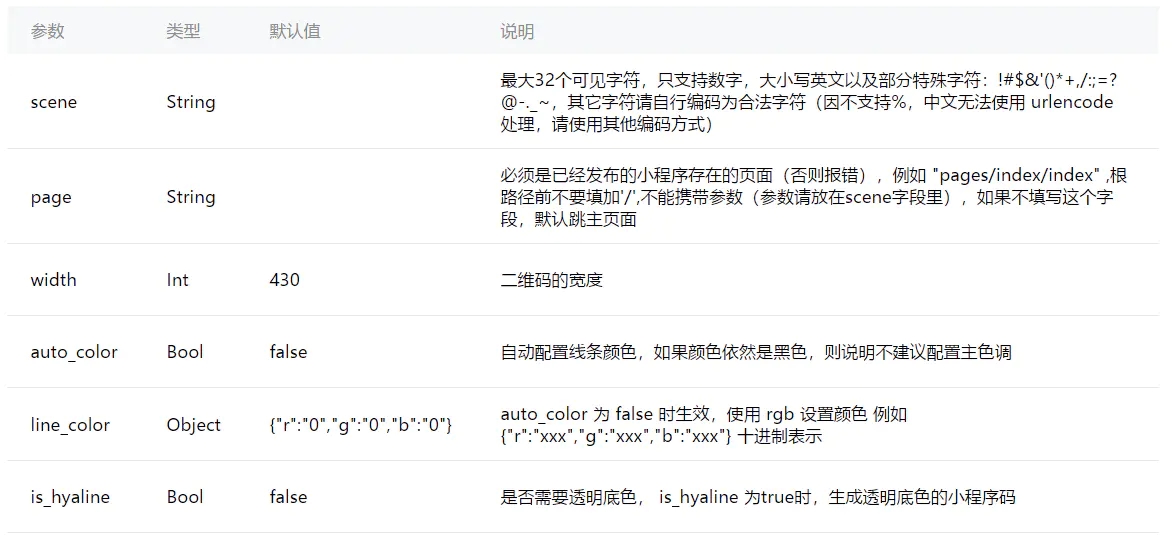 参数 类型 默认值 说明
scene String 最大32个可见字符，只支持数字，大小写英文以及部分特殊字符：!#$&'()*+,/:;=?
@-._~，其它字符请自行编码为合法字符（因不支持%，中文无法使用 urlencode
处理，请使用其他编码方式）
page String 必须是已经发布的小程序存在的页面（否则报错），例如 "pages/index/index" ,根
路径前不要填加'/',不能携带参数（参数请放在scene字段里），如果不填写这个字
段，默认跳主页面
width Int 430 二维码的宽度
auto_color Bool false 自动配置线条颜色，如果颜色依然是黑色，则说明不建议配置主色调
line_color Object {"r":"0","g":"0","b":"0"} auto_color 为 false 时生效，使用 rgb 设置颜色 例如
{"r":"xxx","g":"xxx","b":"xxx"} 十进制表示
is_hyaline Bool false 是否需要透明底色， is_hyaline 为true时，生成透明底色的小程序码